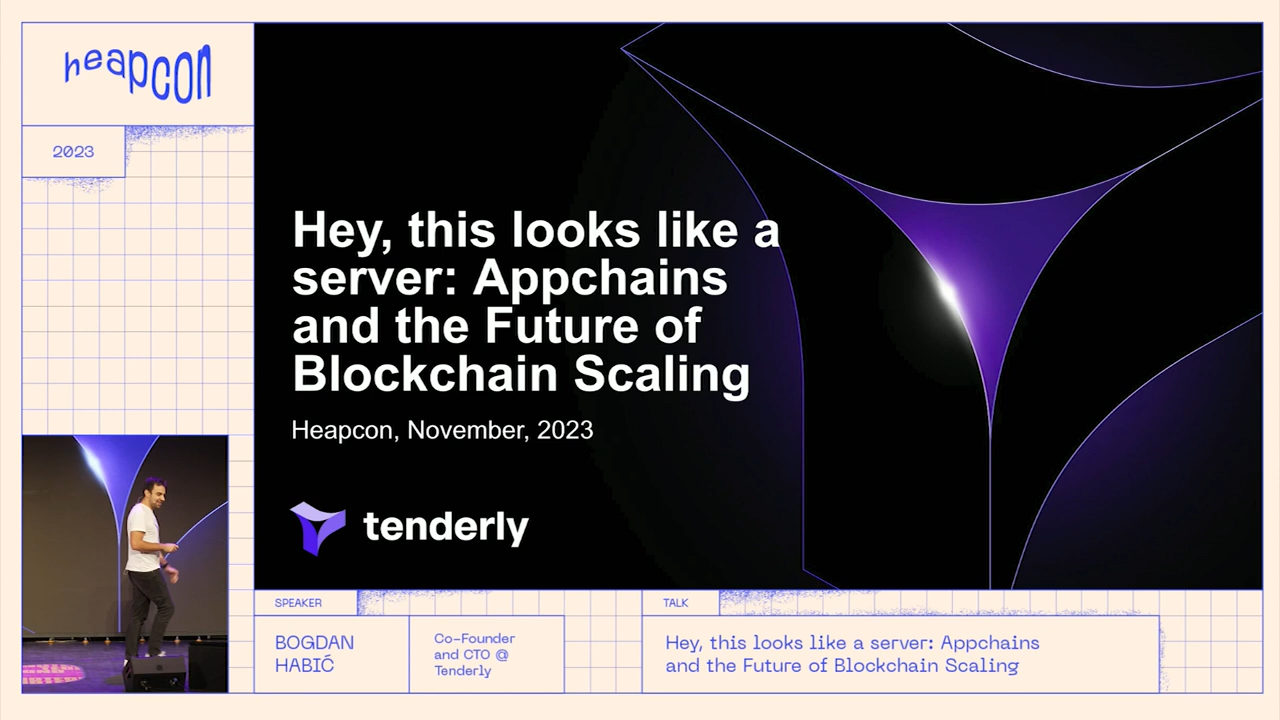 heapcon
2023
Hey, this looks like a
server: Appchains
and the Future of
Blockchain Scaling
Heapcon, November, 2023
tenderly
SPEAKER
BOGDAN
HABIĆ
Co-Founder
and CTO @
Tenderly
TALK
Hey, this looks like a server: Appchains
and the Future of Blockchain Scaling